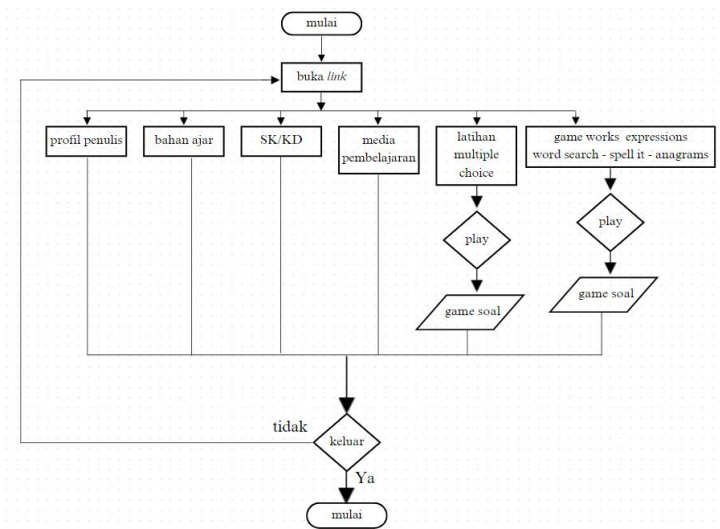 mulai
buka link
profil penulis
bahan ajar
SK/KD
media
pembelajaran
latihan
multiple
choice
game works expressions
word search - spell it - anagrams
play
play
game soal
game soal
tidak
keluar
Ya
mulai